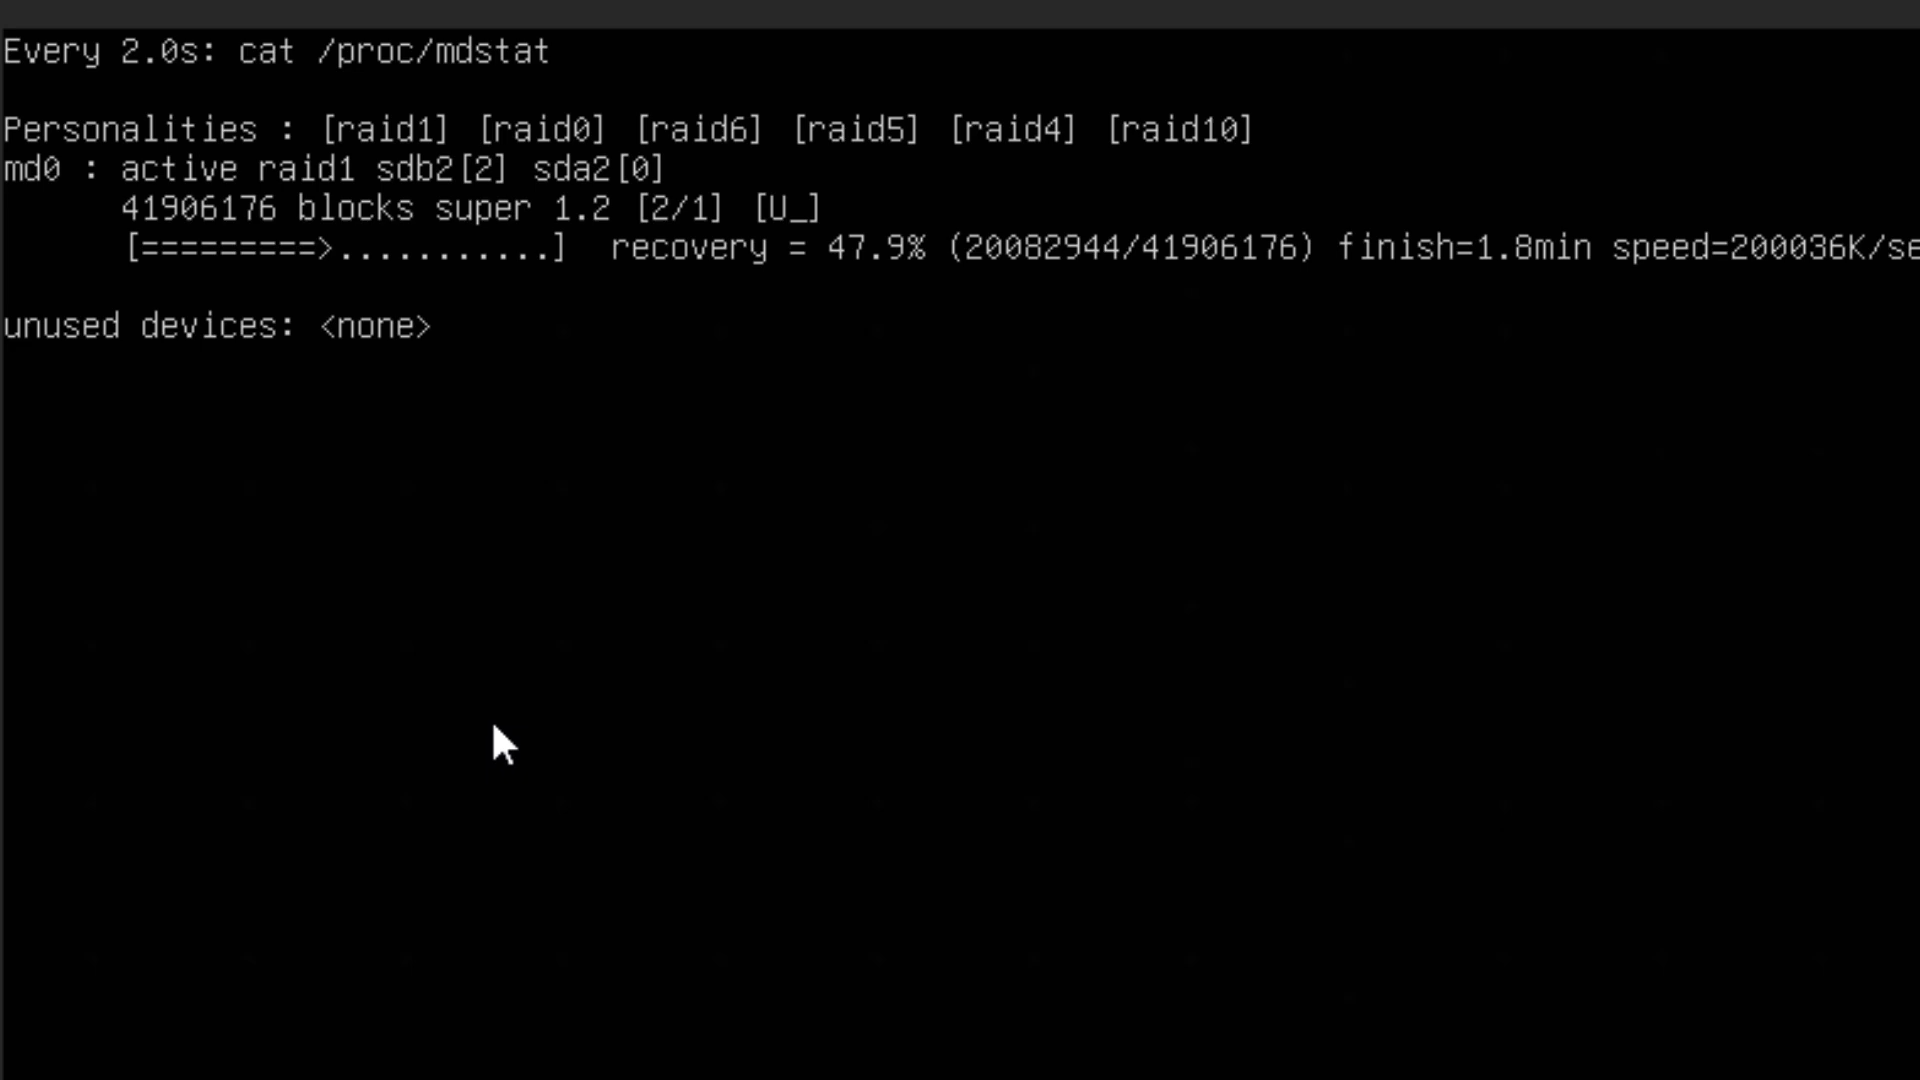 Every 2.0s: cat /proc/mdstat
Personalities : [raid1] [raid0] [raid6] [raid5] [raid4] [raid10]
md0 : active raid1 sdb2[2] sda2[0]
41906176 blocks super 1.2 [2/1] [U_]
[=========>...........] recovery = 47.9% (20082944/41906176) finish=1.8min speed=200036K/se
unused devices: <none>